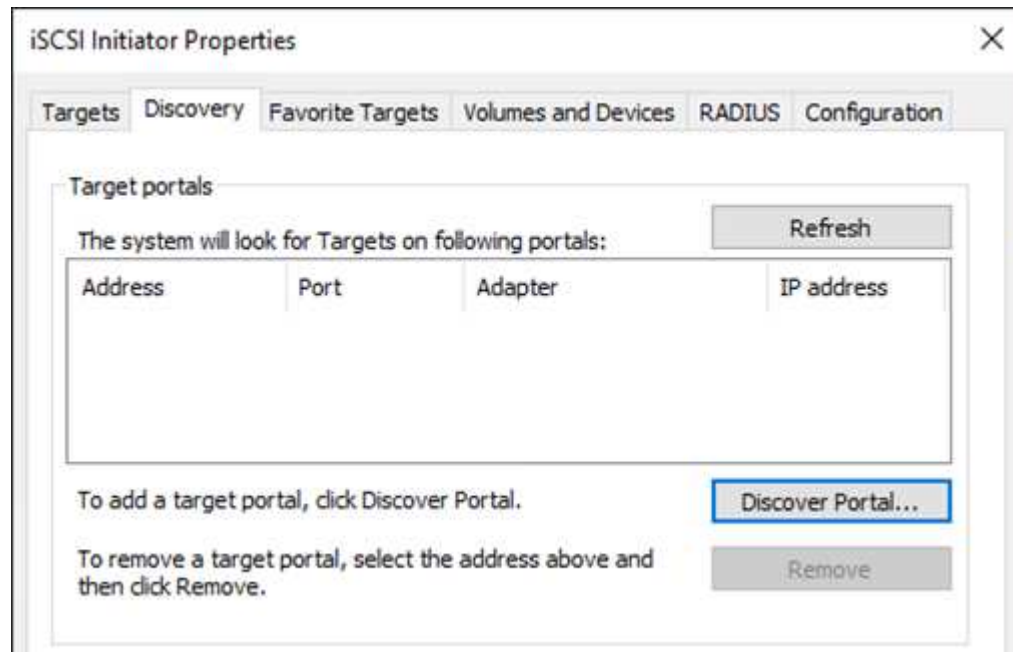 iSCSI Initiator Properties
Targets Discovery Favorite Targets Volumes and Devices RADIUS Configuration
Target portals
The system will look for Targets on following portals:
Refresh
Address Port Adapter IP address
To add a target portal, click Discover Portal.
Discover Portal...
To remove a target portal, select the address above and
then click Remove.
Remove